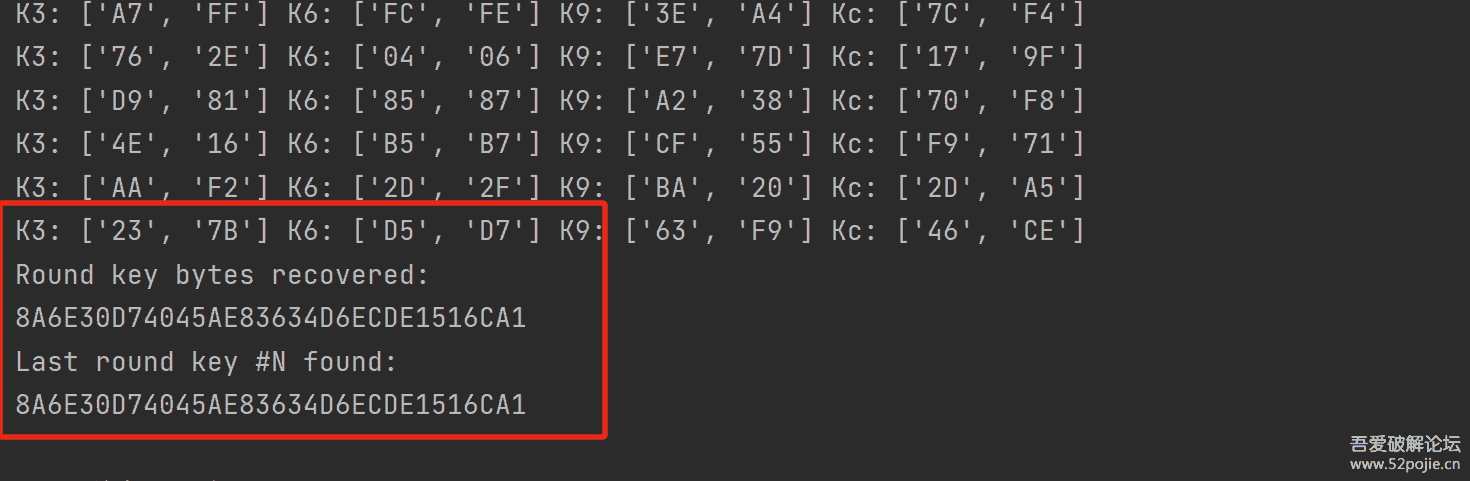 K3: ['A7', 'FF'] K6: ['FC', 'FE'] K9: ['3E', 'A4'] Kc: ['7C', 'F4']
K3: ['76', '2E'] K6: ['04', '06'] K9: ['E7', '7D'] Kc: ['17', '9F']
K3: ['D9', '81'] K6: ['85', '87'] K9: ['A2', '38'] Kc: ['70', 'F8']
K3: ['4E', '16'] K6: ['B5', 'B7'] K9: ['CF', '55'] Kc: ['F9', '71']
K3: ['AA', 'F2'] K6: ['2D', '2F'] K9: ['BA', '20'] Kc: ['2D', 'A5']
K3: ['23', '7B'] K6: ['D5', 'D7'] K9: ['63', 'F9'] Kc: ['46', 'CE']
Round key bytes recovered:
8A6E30D74045AE83634D6ECDE1516CA1
Last round key #N found:
8A6E30D74045AE83634D6ECDE1516CA1
吾爱破解论坛
www.52pojie.cn